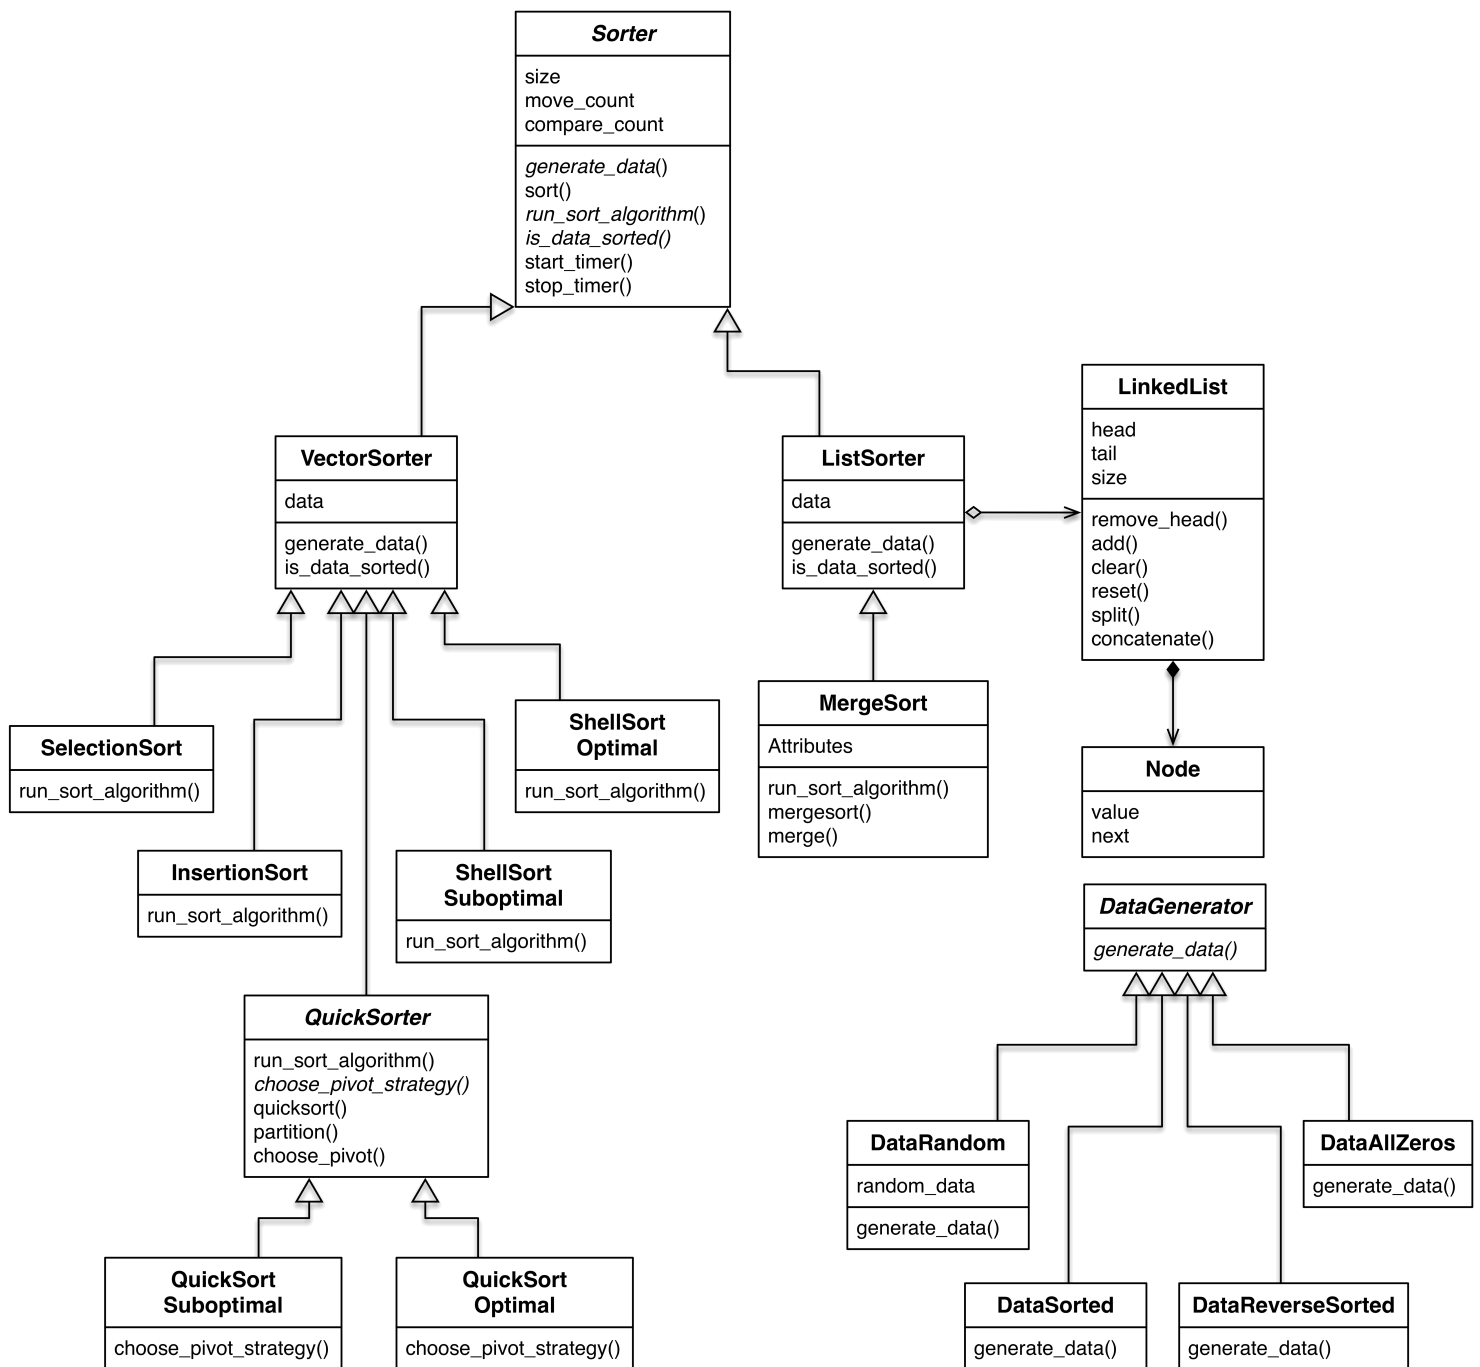 Sorter
size
move_count
compare_count
generate_data()
sort()
run_sort_algorithm()
is_data_sorted()
start_timer()
stop_timer()
VectorSorter
data
generate_data()
is_data_sorted()
ListSorter
data
generate_data()
is_data_sorted()
LinkedList
head
tail
size
remove_head()
add()
clear()
reset()
split()
concatenate()
SelectionSort
run_sort_algorithm()
InsertionSort
run_sort_algorithm()
ShellSort
Suboptimal
run_sort_algorithm()
ShellSort
Optimal
run_sort_algorithm()
MergeSort
Attributes
run_sort_algorithm()
mergesort()
merge()
Node
value
next
QuickSorter
run_sort_algorithm()
choose_pivot_strategy()
quicksort()
partition()
choose_pivot()
QuickSort
Suboptimal
choose_pivot_strategy()
QuickSort
Optimal
choose_pivot_strategy()
DataGenerator
generate_data()
DataRandom
random_data
generate_data()
DataSorted
generate_data()
DataReverseSorted
generate_data()
DataAllZeros
generate_data()